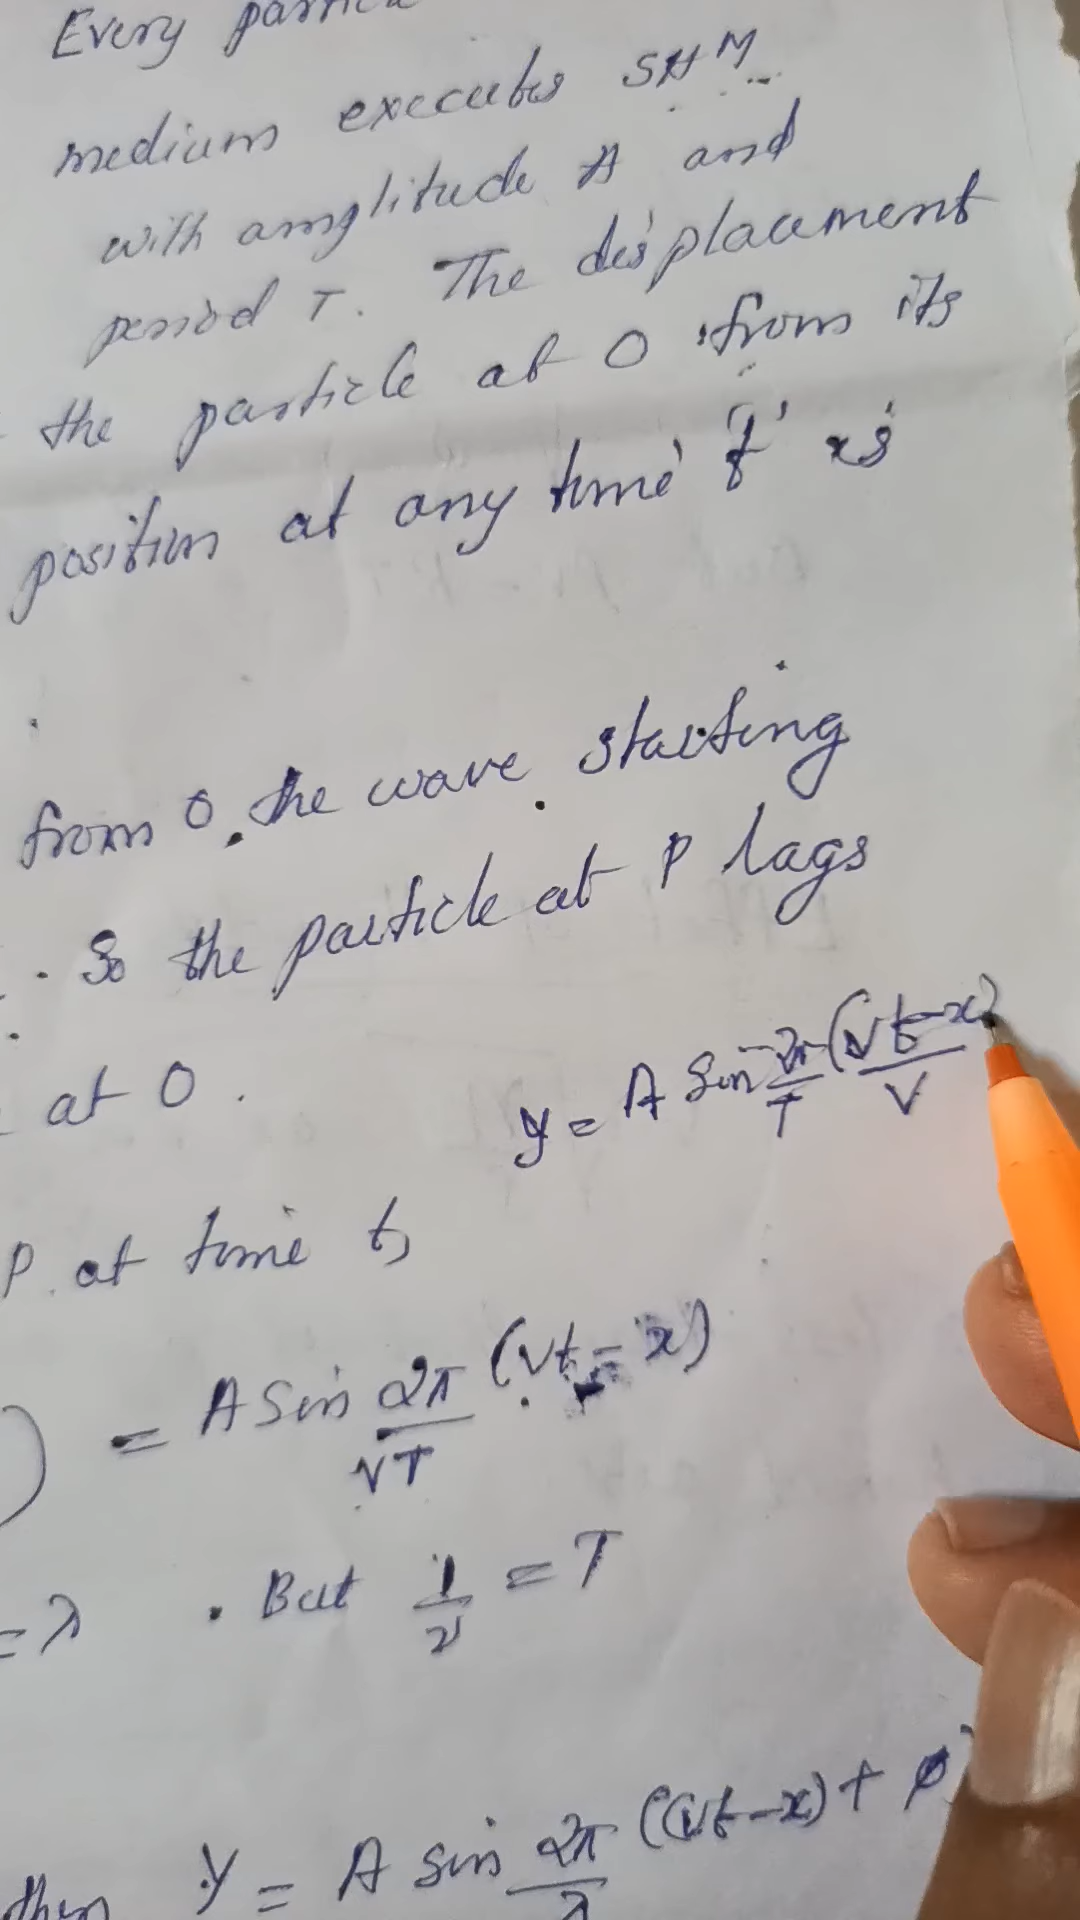 Every
medium executes SHM
with amplitude A and
period T. The displacement
the particle at O from its
position at any time 't' is
from O, the wave starting
. So the particle at P lags
at O.
y = A Sin 2π/T (Vt-x)/V
P. at time t,
) = A Sin 2π/VT (Vt - x)
= λ . But 1/ν = T
then y = A sin 2π/λ ((Vt-x) + φ)